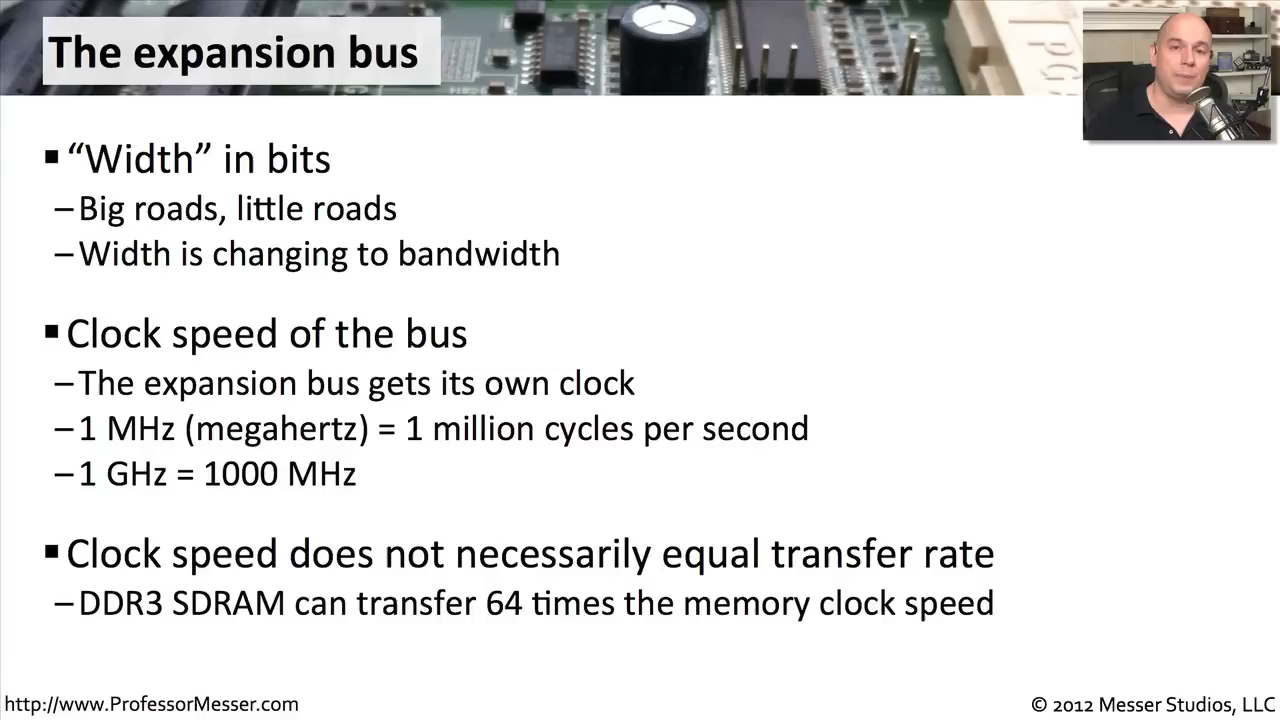 The expansion bus
▪ “Width” in bits
–Big roads, little roads
–Width is changing to bandwidth
▪ Clock speed of the bus
–The expansion bus gets its own clock
–1 MHz (megahertz) = 1 million cycles per second
–1 GHz = 1000 MHz
▪ Clock speed does not necessarily equal transfer rate
–DDR3 SDRAM can transfer 64 times the memory clock speed
http://www.ProfessorMesser.com
© 2012 Messer Studios, LLC